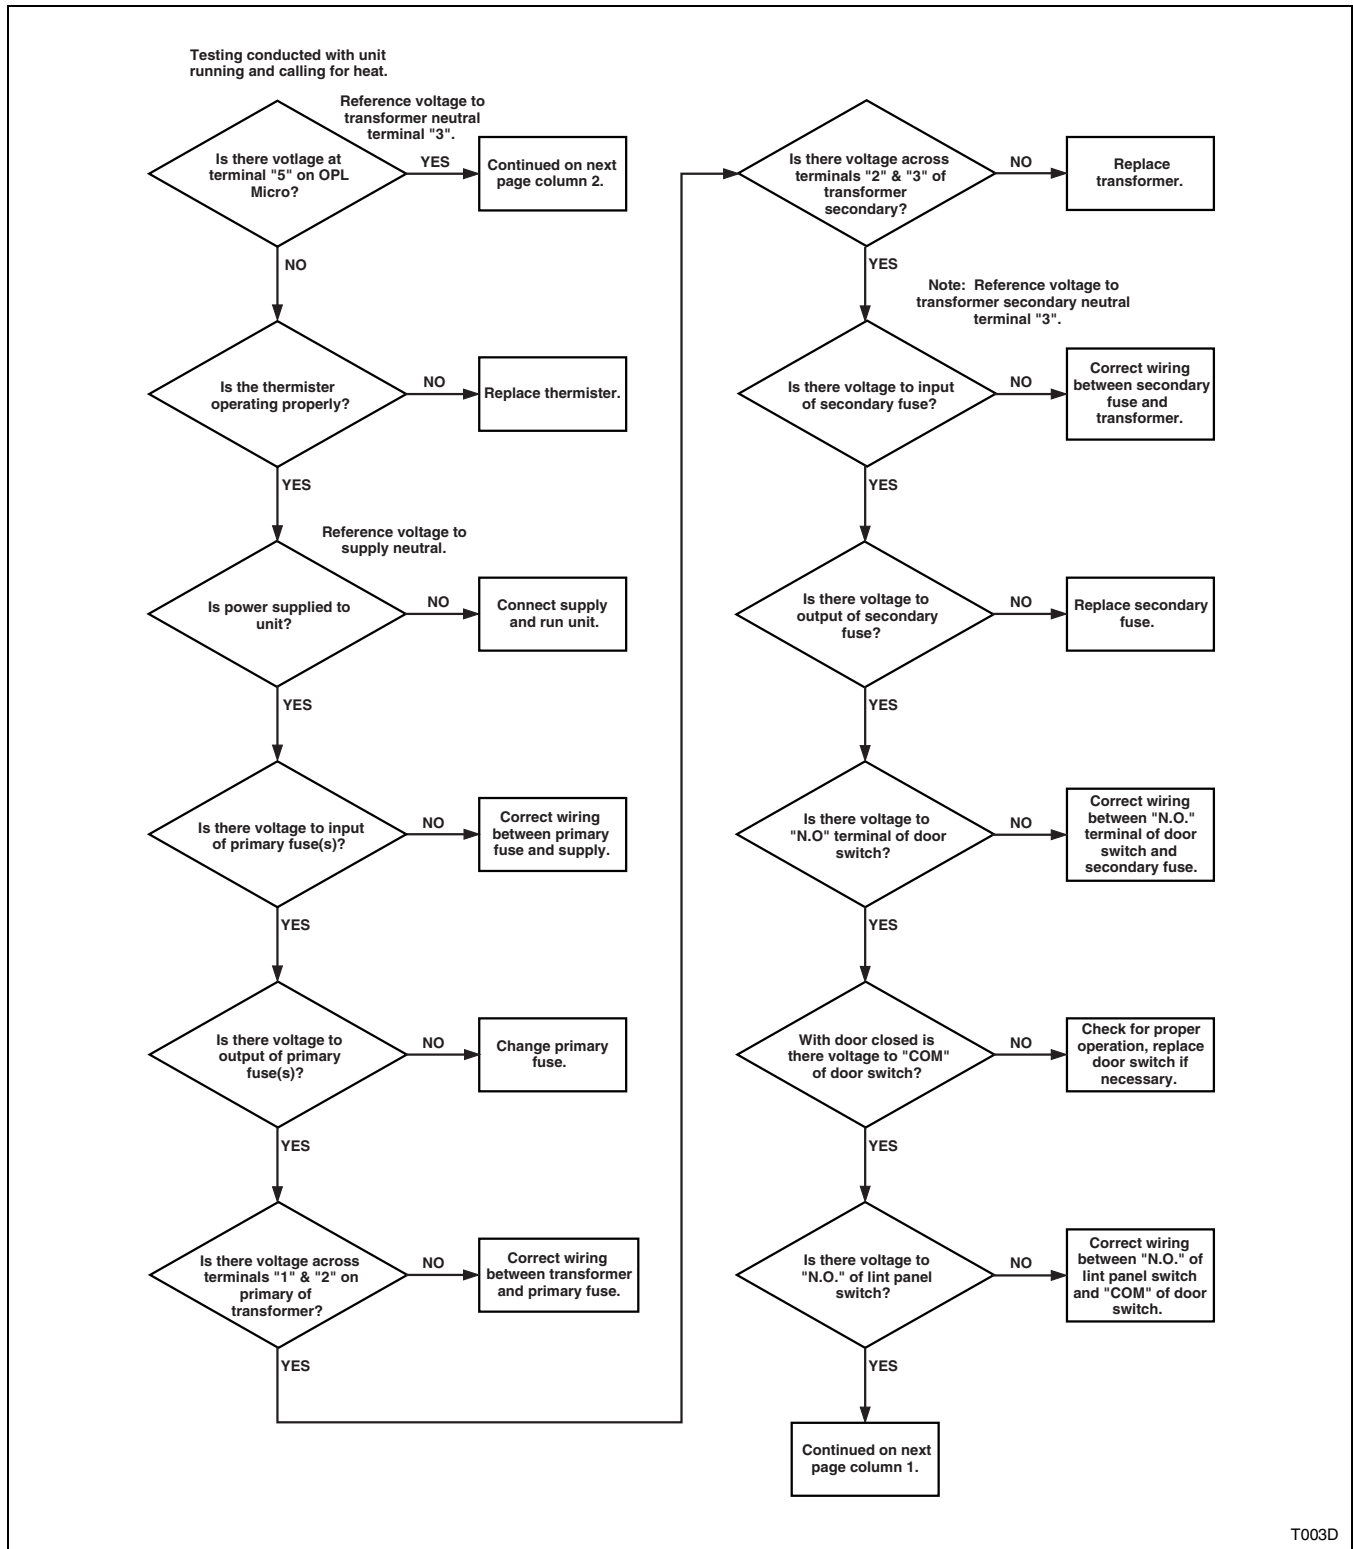 Testing conducted with unit
running and calling for heat.
Reference voltage to
transformer neutral
terminal "3".
Is there votlage at
terminal "5" on OPL
Micro?
YES
Continued on next
page column 2.
NO
Is the thermister
operating properly?
NO
Replace thermister.
YES
Reference voltage to
supply neutral.
Is power supplied to
unit?
NO
Connect supply
and run unit.
YES
Is there voltage to input
of primary fuse(s)?
NO
Correct wiring
between primary
fuse and supply.
YES
Is there voltage to
output of primary
fuse(s)?
NO
Change primary
fuse.
YES
Is there voltage across
terminals "1" & "2" on
primary of
transformer?
NO
Correct wiring
between transformer
and primary fuse.
YES
Is there voltage across
terminals "2" & "3" of
transformer
secondary?
NO
Replace
transformer.
YES
Note: Reference voltage to
transformer secondary neutral
terminal "3".
Is there voltage to input
of secondary fuse?
NO
Correct wiring
between secondary
fuse and
transformer.
YES
Is there voltage to
output of secondary
fuse?
NO
Replace secondary
fuse.
YES
Is there voltage to
"N.O" terminal of door
switch?
NO
Correct wiring
between "N.O."
terminal of door
switch and
secondary fuse.
YES
With door closed is
there voltage to "COM"
of door switch?
NO
Check for proper
operation, replace
door switch if
necessary.
YES
Is there voltage to
"N.O." of lint panel
switch?
NO
Correct wiring
between "N.O." of
lint panel switch
and "COM" of door
switch.
YES
Continued on next
page column 1.
T003D